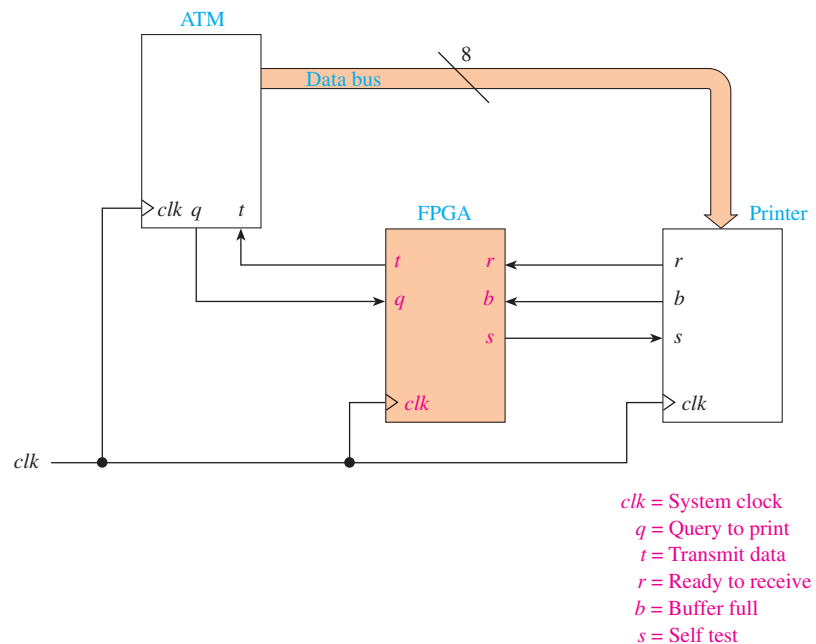 ATM
8
Data bus
clk q t
FPGA
Printer
t r
q b
s
clk
r
b
s
clk
clk
clk = System clock
q = Query to print
t = Transmit data
r = Ready to receive
b = Buffer full
s = Self test